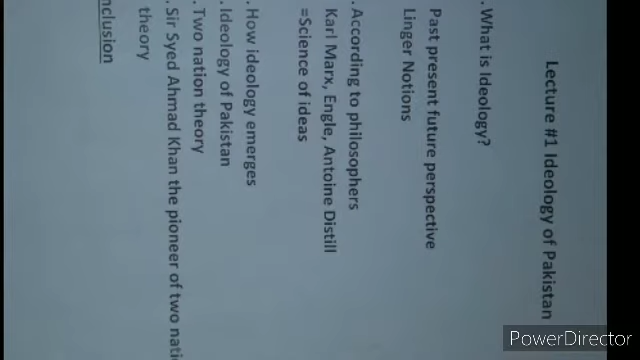 Lecture #1 Ideology of Pakistan
. What is Ideology?
Past present future perspective
Linger Notions
. According to philosophers
Karl Marx, Engle, Antoine Distill
=Science of ideas
. How ideology emerges
. Ideology of Pakistan
. Two nation theory
. Sir Syed Ahmad Khan the pioneer of two nati
theory
nclusion
PowerDirector